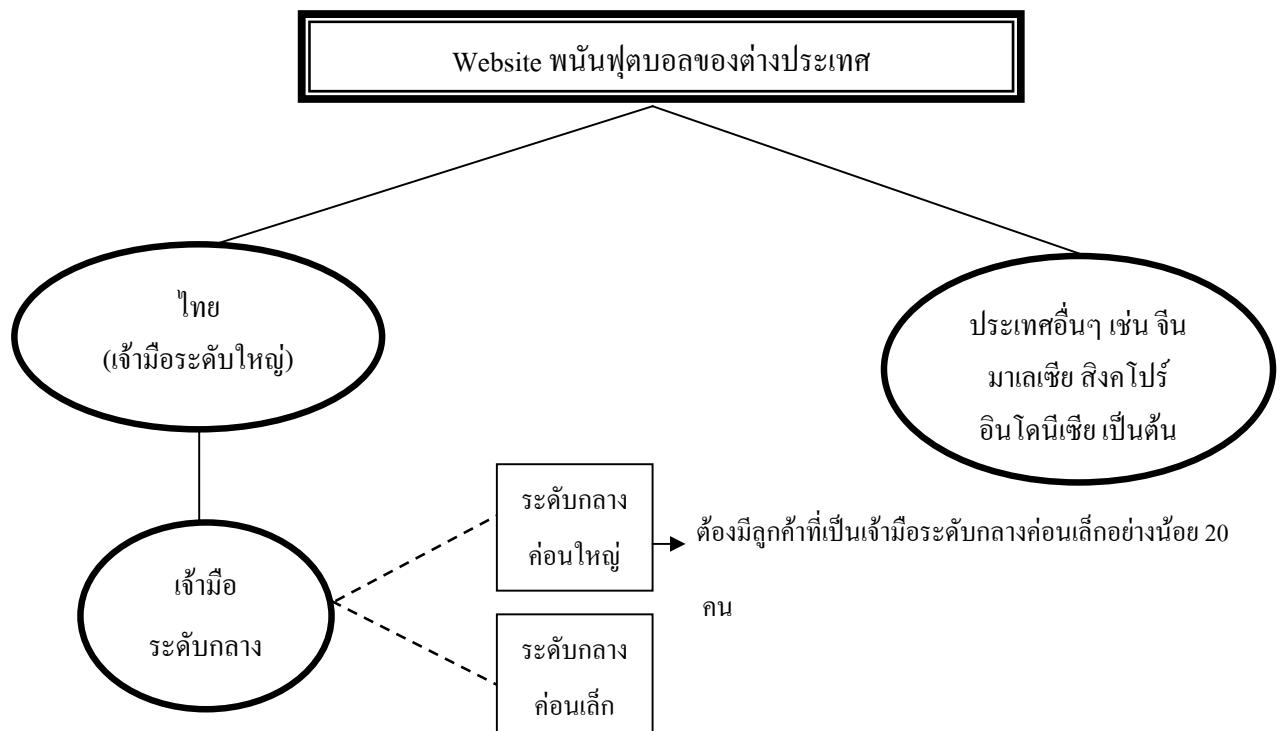 Website พนันฟุตบอลของต่างประเทศ
ไทย
(เจ้ามือระดับใหญ่)
ประเทศอื่นๆ เช่น จีน
มาเลเซีย สิงคโปร์
อินโดนีเซีย เป็นต้น
เจ้ามือ
ระดับกลาง
ระดับกลาง
ค่อนใหญ่
ต้องมีลูกค้าที่เป็นเจ้ามือระดับกลางค่อนเล็กอย่างน้อย 20
คน
ระดับกลาง
ค่อนเล็ก